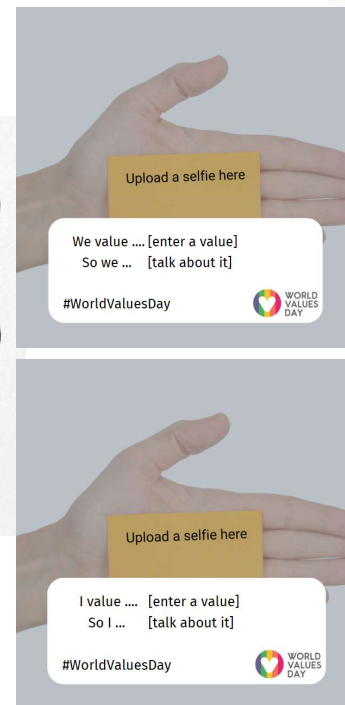 Upload a selfie here
We value .... [enter a value]
So we ... [talk about it]
#WorldValuesDay
WORLD
VALUES
DAY
Upload a selfie here
I value .... [enter a value]
So I ... [talk about it]
#WorldValuesDay
WORLD
VALUES
DAY